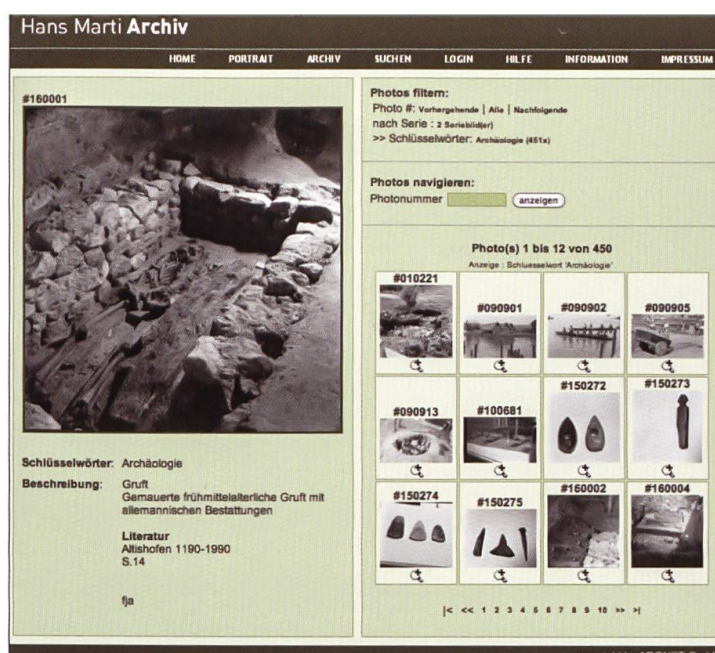 Hans Marti Archiv
HOME PORTRAIT ARCHIV SUCHEN LOGIN HILFE INFORMATION IMPRESSUM
#160001
Schlüsselwörter: Archäologie
Beschreibung: Gruft
Gemauerte frühmittelalterliche Gruft mit
allemannischen Bestattungen
Literatur
Altishofen 1190-1990
S.14
fja
Photos filtern:
Photo #: Vorhergehende | Alle | Nachfolgende
nach Serie : 2 Seriebild(er)
>> Schlüsselwörter: Archäologie (451x)
Photos navigieren:
Photonummer anzeigen
Photo(s) 1 bis 12 von 450
Anzeige : Schluesselwort 'Archäologie'
#010221 #090901 #090902 #090905
#090913 #100681 #150272 #150273
#150274 #150275 #160002 #160004
|< << 1 2 3 4 5 6 7 8 9 10 >> >|